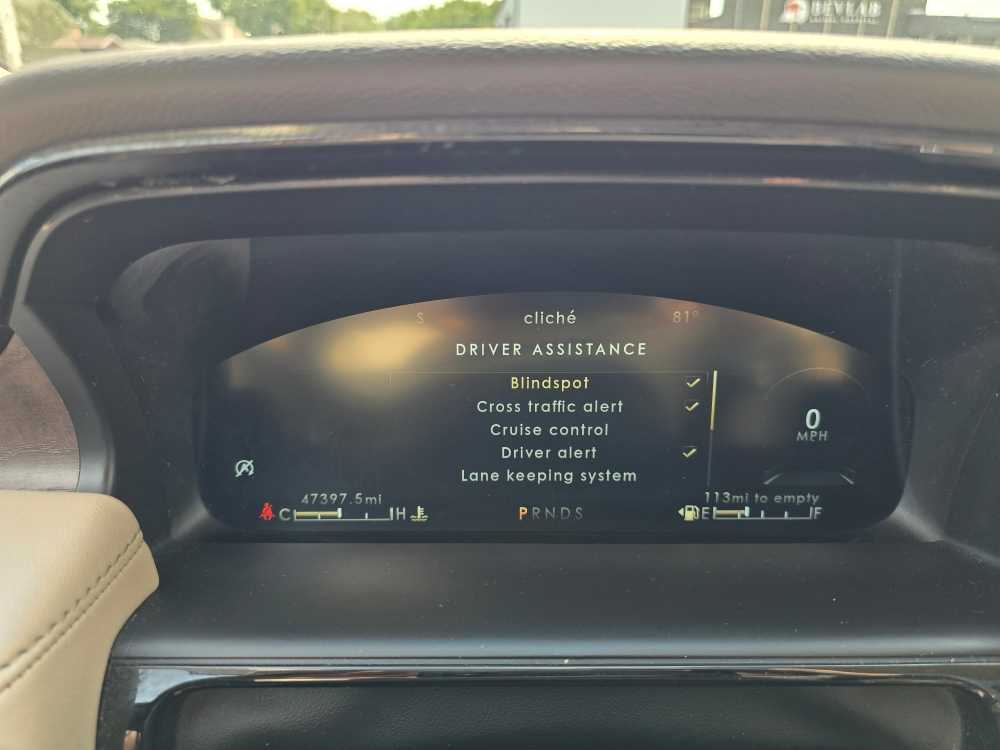 S cliché 81°
DRIVER ASSISTANCE
Blindspot
Cross traffic alert
Cruise control
Driver alert
Lane keeping system
0
MPH
47397.5mi
C H
PRNDS
113mi to empty
E F